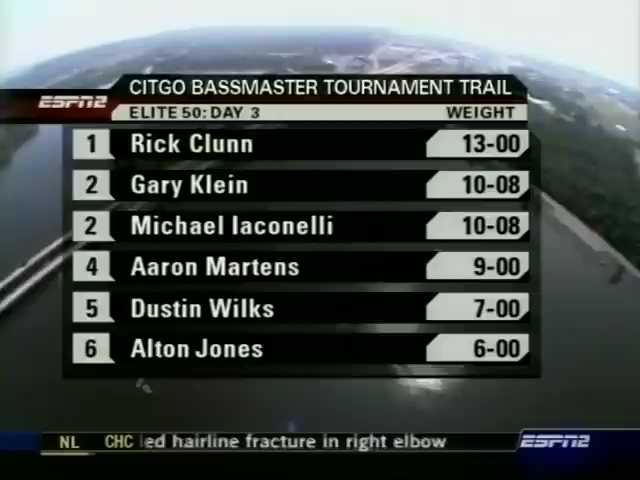 CITGO BASSMASTER TOURNAMENT TRAIL
ESPN2
ELITE 50: DAY 3 WEIGHT
1 Rick Clunn 13-00
2 Gary Klein 10-08
2 Michael Iaconelli 10-08
4 Aaron Martens 9-00
5 Dustin Wilks 7-00
6 Alton Jones 6-00
NL CHC ed hairline fracture in right elbow ESPN2